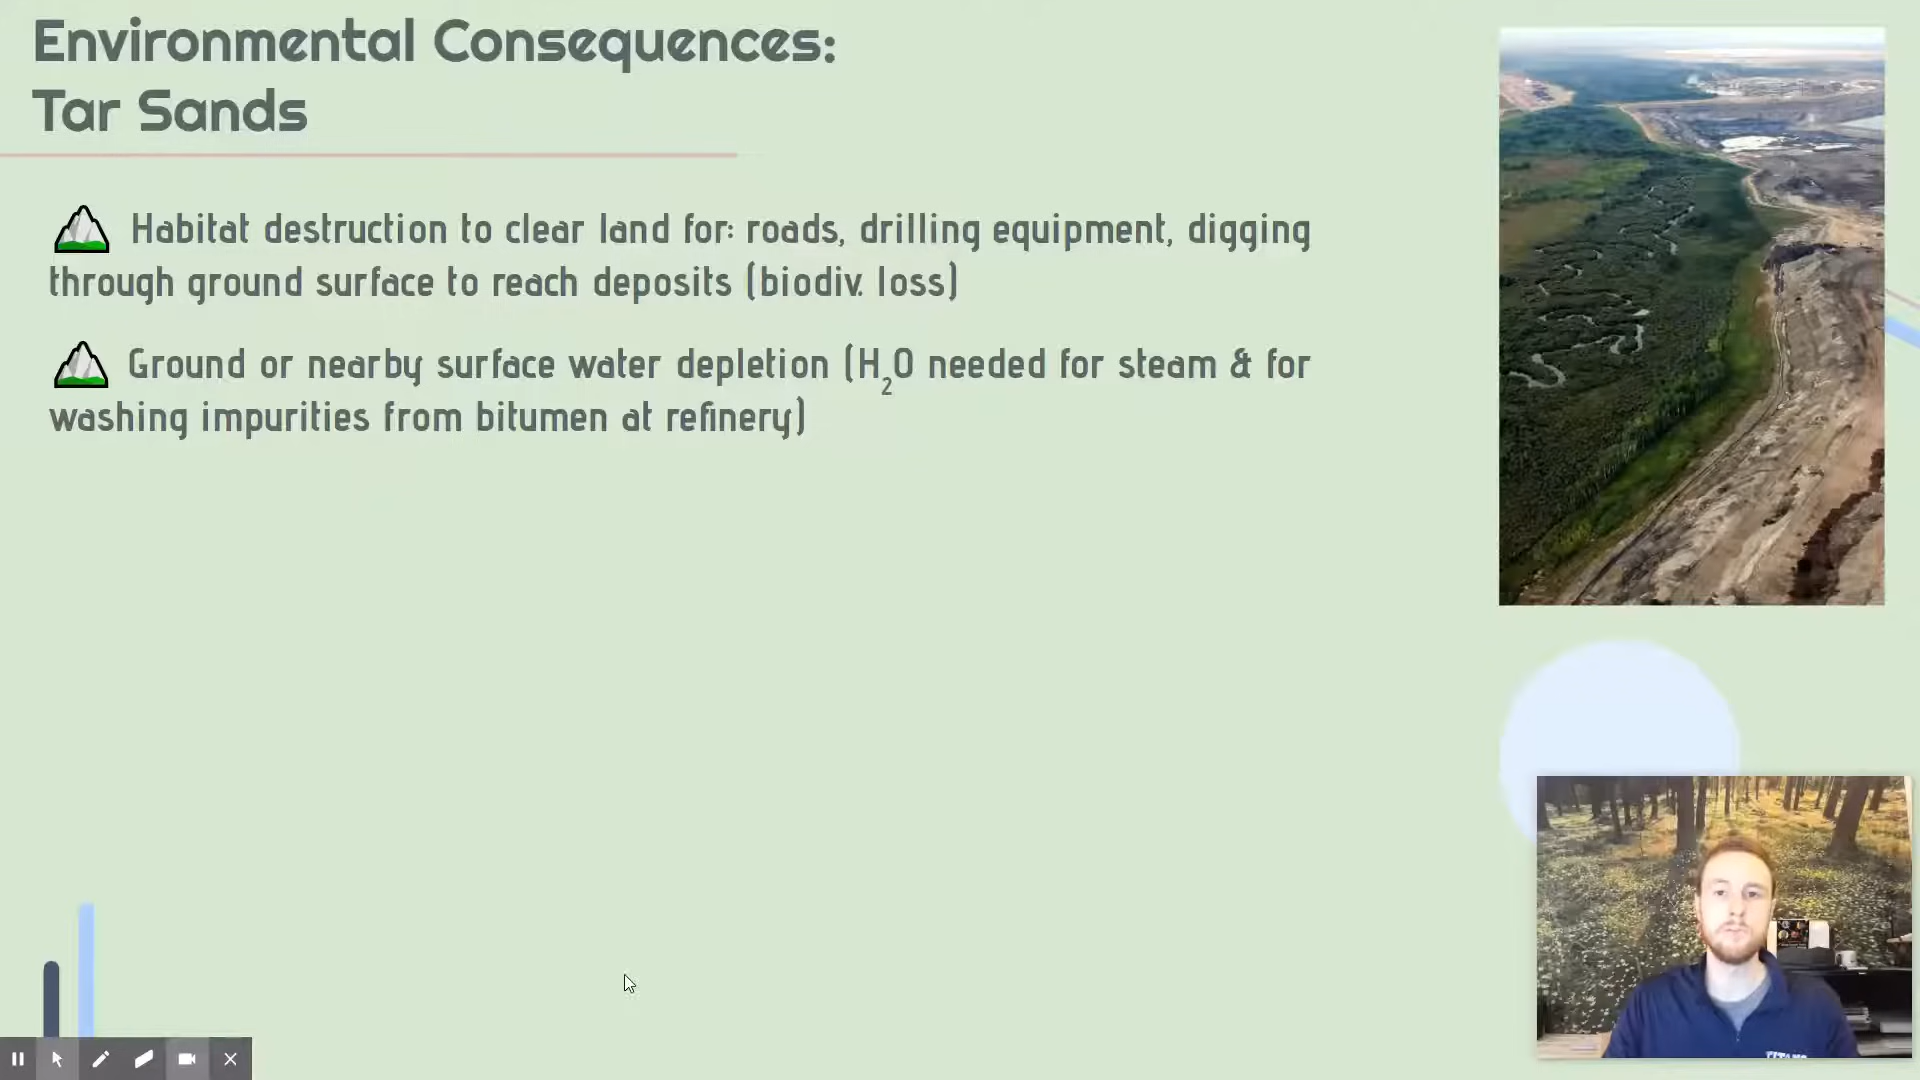 Environmental Consequences:
Tar Sands
Habitat destruction to clear land for: roads, drilling equipment, digging
through ground surface to reach deposits (biodiv. loss)
Ground or nearby surface water depletion (H₂O needed for steam & for
washing impurities from bitumen at refinery)